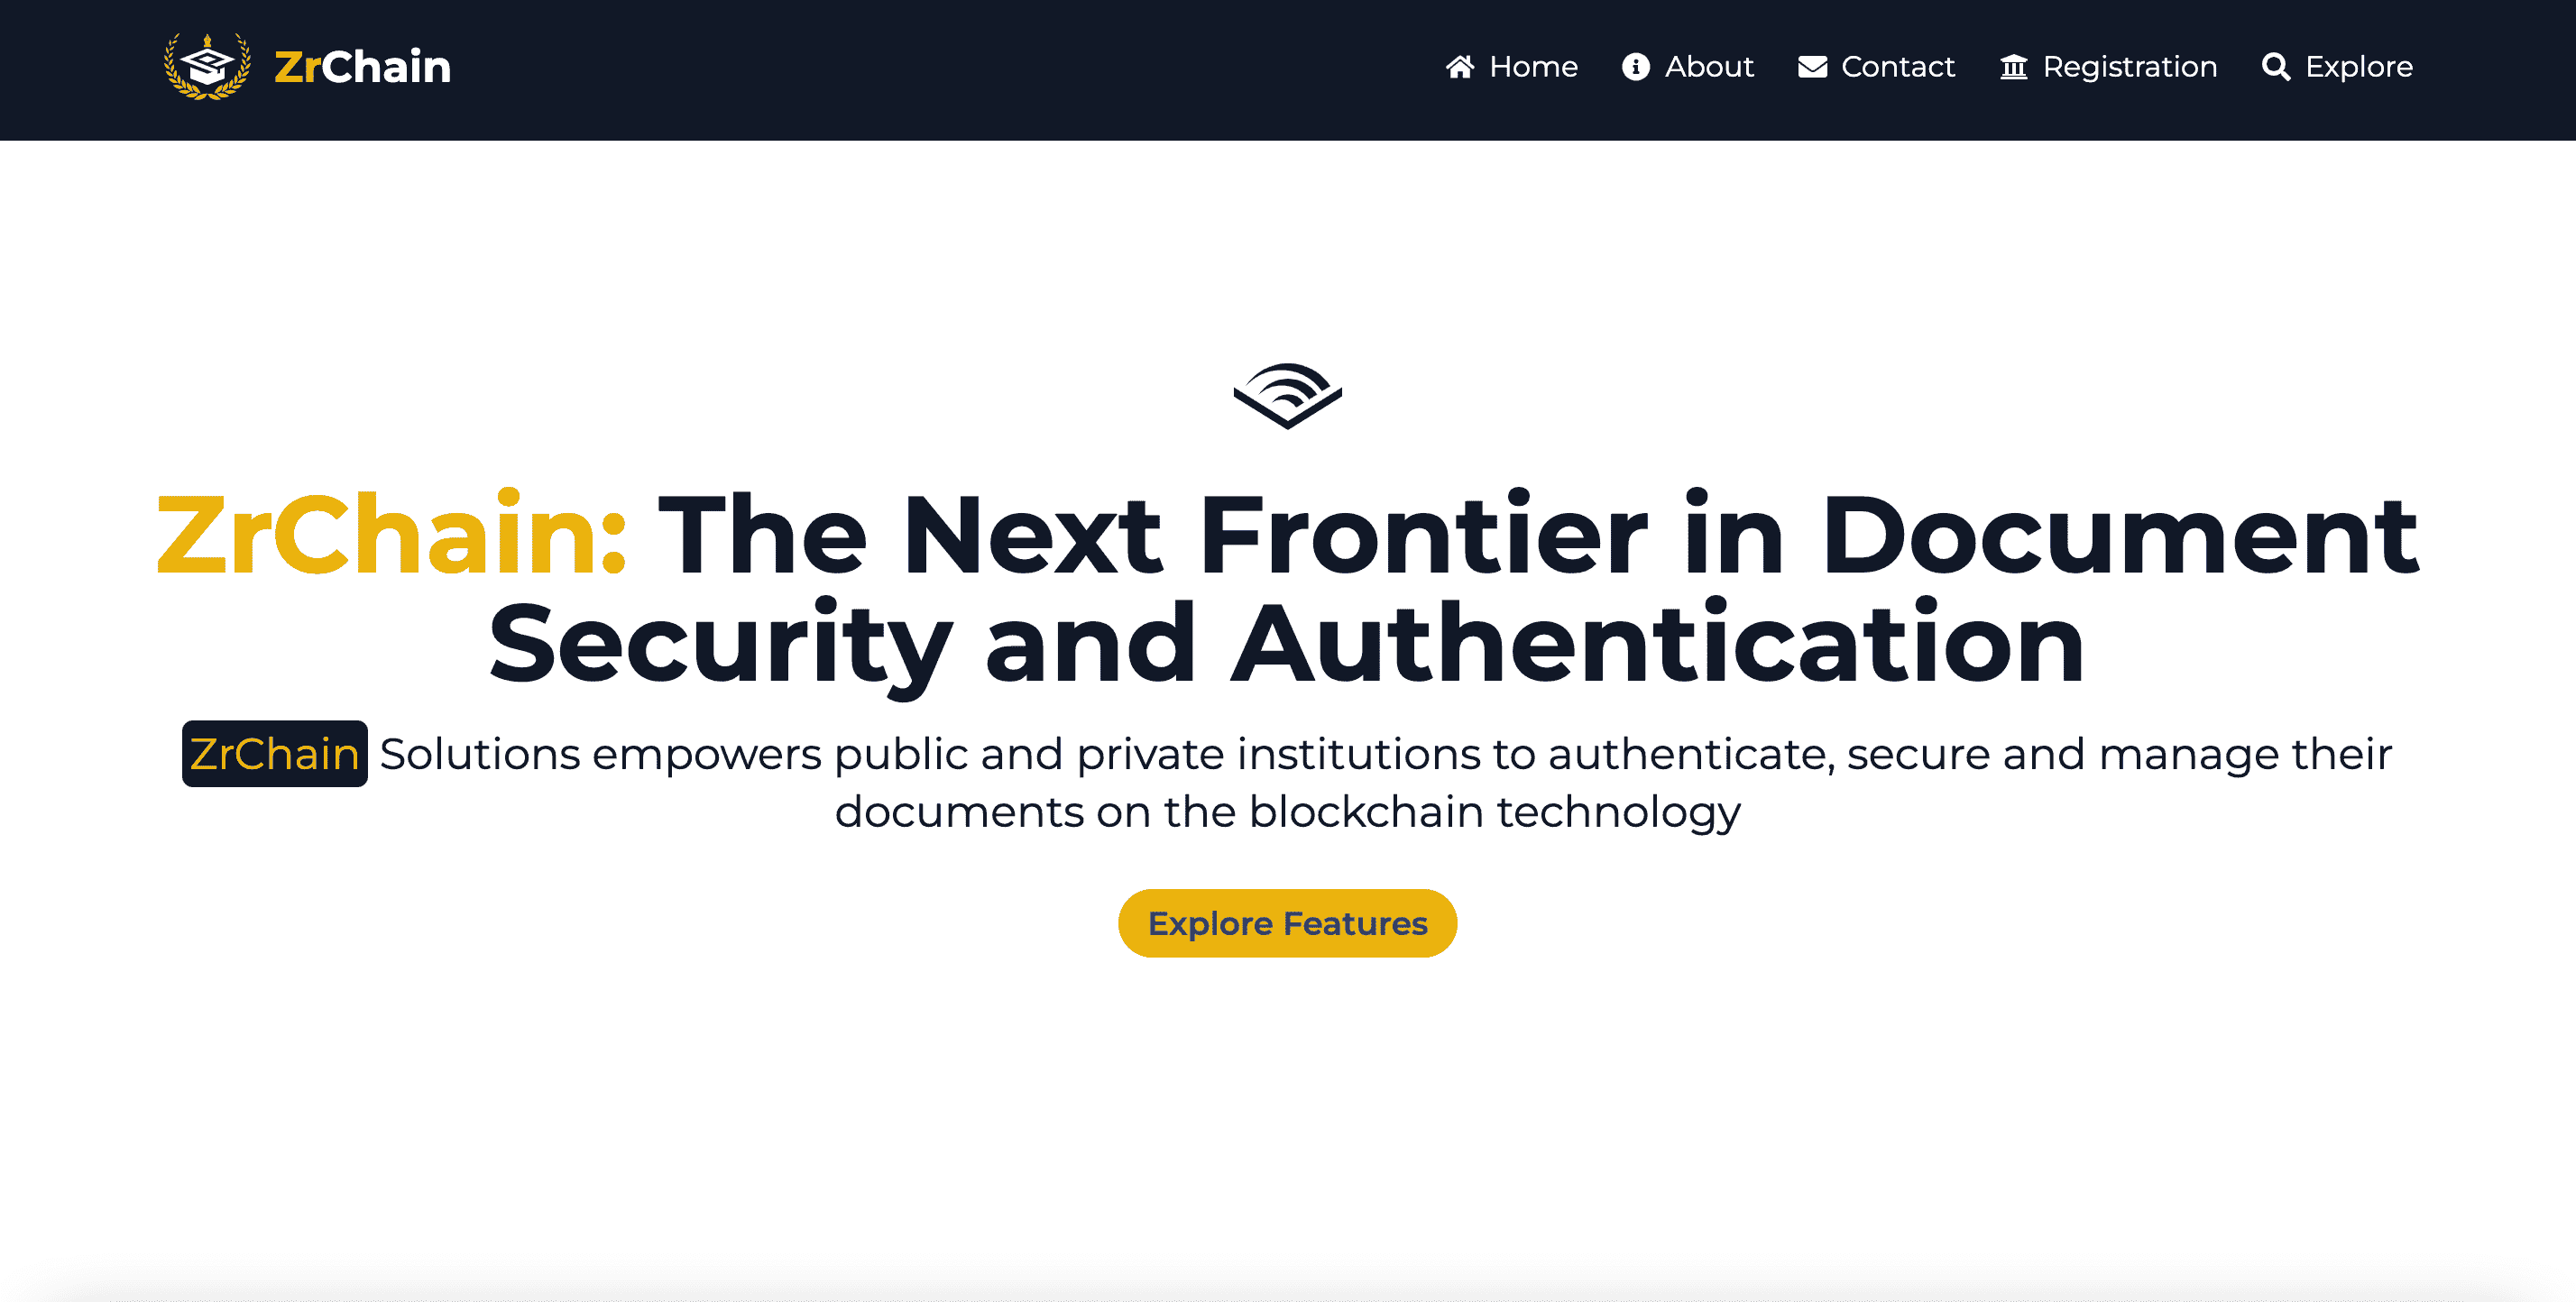 ZrChain
Home
About
Contact
Registration
Explore
ZrChain: The Next Frontier in Document
Security and Authentication
ZrChain Solutions empowers public and private institutions to authenticate, secure and manage their
documents on the blockchain technology
Explore Features